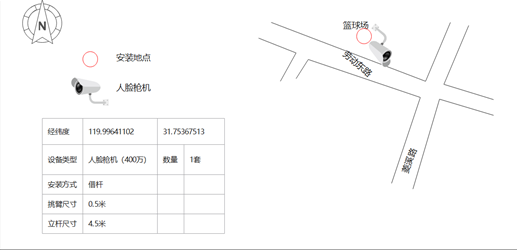 N
安装地点
人脸枪机
经纬度 119.99641102 31.75367513
设备类型 人脸枪机（400万） 数量 1套
安装方式 借杆
挑臂尺寸 0.5米
立杆尺寸 4.5米
篮球场
劳动东路
菱溪路